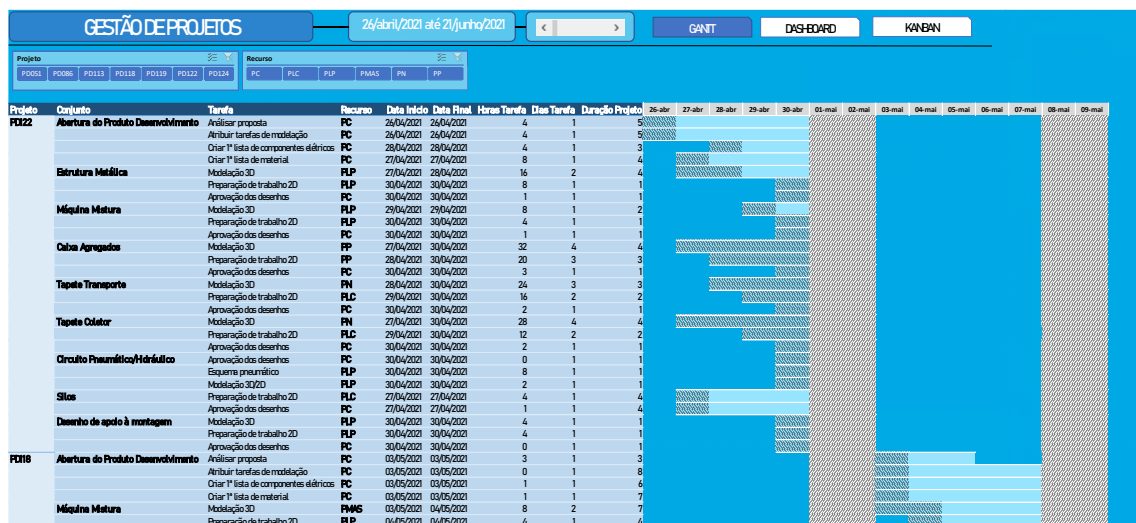 GESTÃO DE PROJETOS 26/abril/2021 até 21/junho/2021 GANTT DASHBOARD KANBAN
Projeto Recurso
PD051 PD086 PD113 PD118 PD119 PD122 PD124 PC PLC PLP PMAS PN PP
Projeto Conjunto Tarefa Recurso Data Inicio Data Final Horas Tarefa Dias Tarefa Duração Projeto 26-abr 27-abr 28-abr 29-abr 30-abr 01-mai 02-mai 03-mai 04-mai 05-mai 06-mai 07-mai 08-mai 09-mai
PD122 Abertura do Produto Desenvolvimento Análisar proposta PC 26/04/2021 26/04/2021 4 1 5
Atribuir tarefas de modelação PC 26/04/2021 26/04/2021 4 1 5
Criar 1ª lista de componentes elétricos PC 28/04/2021 28/04/2021 4 1 3
Criar 1ª lista de material PC 27/04/2021 27/04/2021 8 1 4
Estrutura Metálica Modelação 3D PLP 27/04/2021 28/04/2021 16 2 4
Preparação de trabalho 2D PLP 30/04/2021 30/04/2021 8 1 1
Aprovação dos desenhos PC 30/04/2021 30/04/2021 1 1 1
Máquina Mistura Modelação 3D PLP 29/04/2021 29/04/2021 8 1 2
Preparação de trabalho 2D PLP 30/04/2021 30/04/2021 4 1 1
Aprovação dos desenhos PC 30/04/2021 30/04/2021 1 1 1
Caixa Agregados Modelação 3D PP 27/04/2021 30/04/2021 32 4 4
Preparação de trabalho 2D PP 28/04/2021 30/04/2021 20 3 3
Aprovação dos desenhos PC 30/04/2021 30/04/2021 3 1 1
Tapete Transporte Modelação 3D PN 28/04/2021 30/04/2021 24 3 3
Preparação de trabalho 2D PLC 29/04/2021 30/04/2021 16 2 2
Aprovação dos desenhos PC 30/04/2021 30/04/2021 2 1 1
Tapete Coletor Modelação 3D PN 27/04/2021 30/04/2021 28 4 4
Preparação de trabalho 2D PLC 29/04/2021 30/04/2021 12 2 2
Aprovação dos desenhos PC 30/04/2021 30/04/2021 2 1 1
Circuito Pneumático/Hidráulico Aprovação dos desenhos PC 30/04/2021 30/04/2021 0 1 1
Esquema pneumático PLP 30/04/2021 30/04/2021 8 1 1
Modelação 3D/2D PLP 30/04/2021 30/04/2021 2 1 1
Silos Preparação de trabalho 2D PLC 27/04/2021 27/04/2021 4 1 4
Aprovação dos desenhos PC 27/04/2021 27/04/2021 1 1 4
Desenho de apoio à montagem Modelação 3D PLP 30/04/2021 30/04/2021 4 1 1
Preparação de trabalho 2D PLP 30/04/2021 30/04/2021 4 1 1
Aprovação dos desenhos PC 30/04/2021 30/04/2021 0 1 1
PD118 Abertura do Produto Desenvolvimento Análisar proposta PC 03/05/2021 03/05/2021 3 1 3
Atribuir tarefas de modelação PC 03/05/2021 03/05/2021 0 1 8
Criar 1ª lista de componentes elétricos PC 03/05/2021 03/05/2021 1 1 6
Criar 1ª lista de material PC 03/05/2021 03/05/2021 1 1 7
Máquina Mistura Modelação 3D PMAS 03/05/2021 04/05/2021 8 2 7
Preparação de trabalho 2D PLP 04/05/2021 04/05/2021 4 1 4